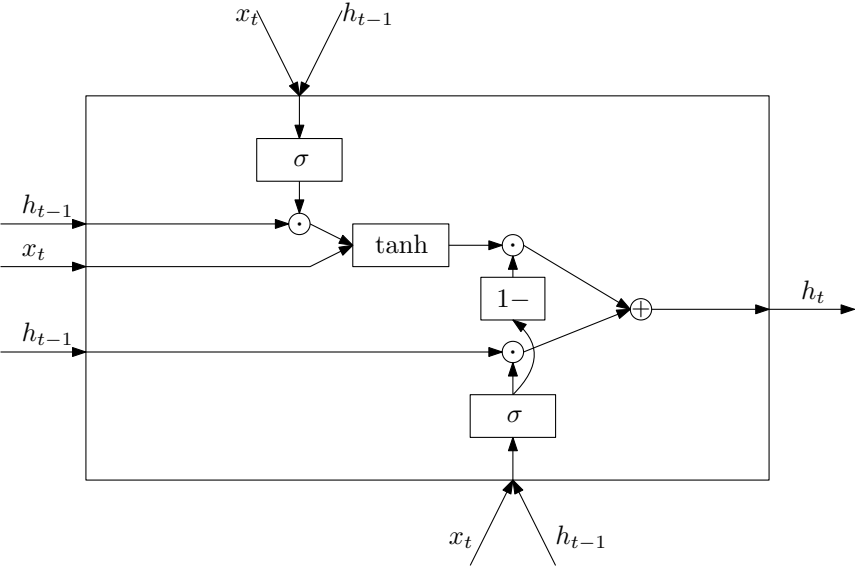 x_t h_{t−1}
σ
h_{t−1}
x_t
tanh
1−
h_t
h_{t−1}
σ
x_t h_{t−1}